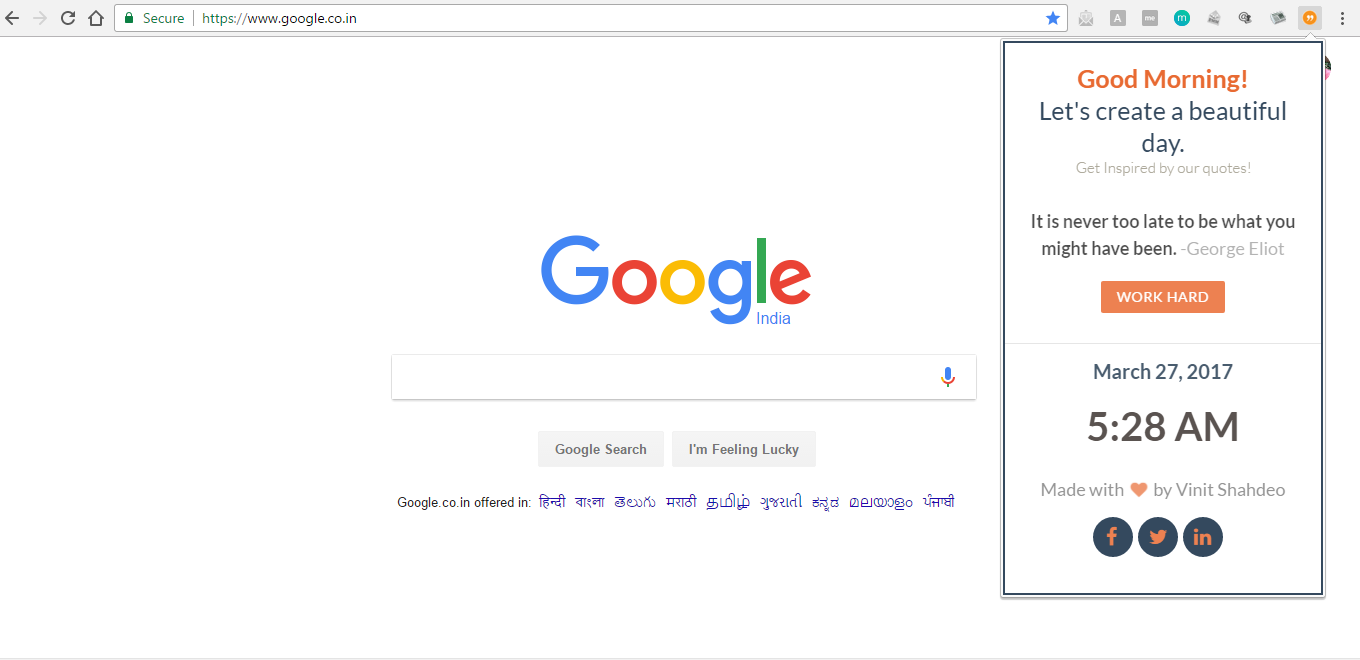 Secure https://www.google.co.in
A me m
Good Morning!
Let's create a beautiful
day.
Get Inspired by our quotes!
It is never too late to be what you
might have been. -George Eliot
WORK HARD
March 27, 2017
5:28 AM
Made with by Vinit Shahdeo
f in
Google
India
Google Search I'm Feeling Lucky
Google.co.in offered in: हिन्दी বাংলা తెలుగు मराठी தமிழ் ગુજરાતી ಕನ್ನಡ മലയാളം ਪੰਜਾਬੀ